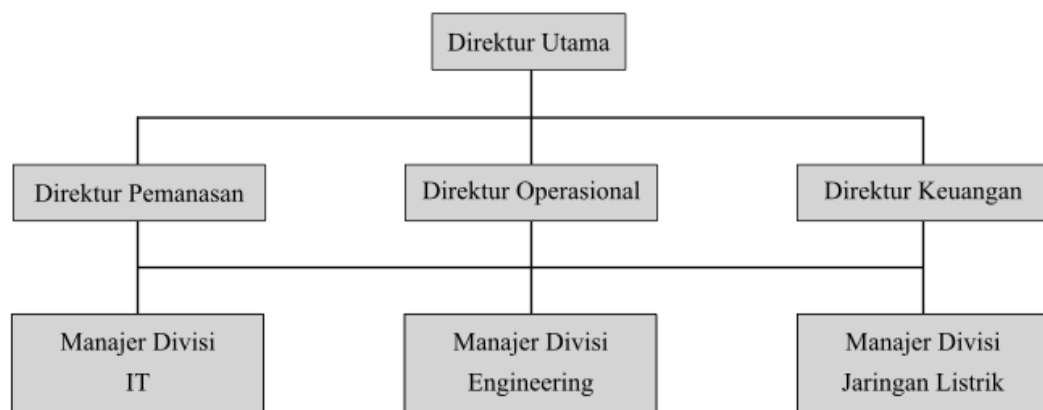 Direktur Utama
Direktur Pemanasan
Direktur Operasional
Direktur Keuangan
Manajer Divisi
IT
Manajer Divisi
Engineering
Manajer Divisi
Jaringan Listrik